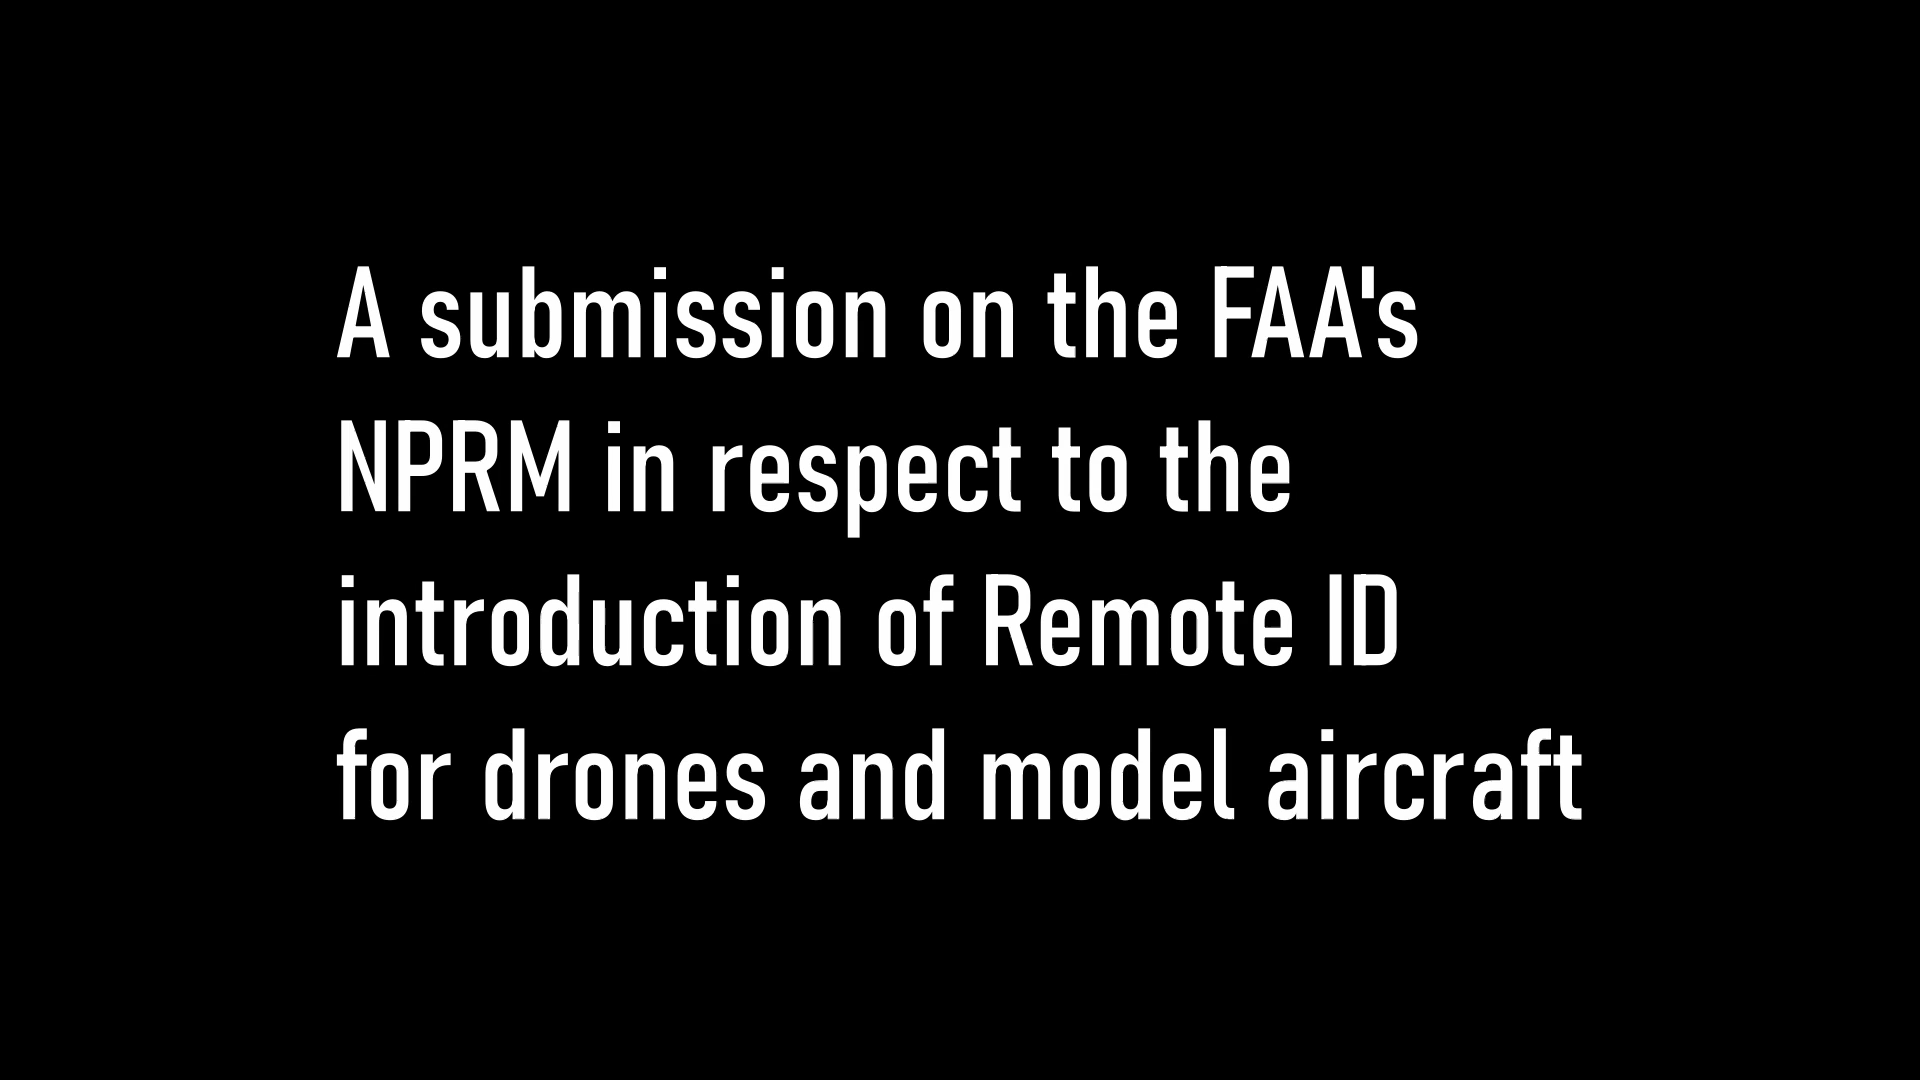 A submission on the FAA's
NPRM in respect to the
introduction of Remote ID
for drones and model aircraft